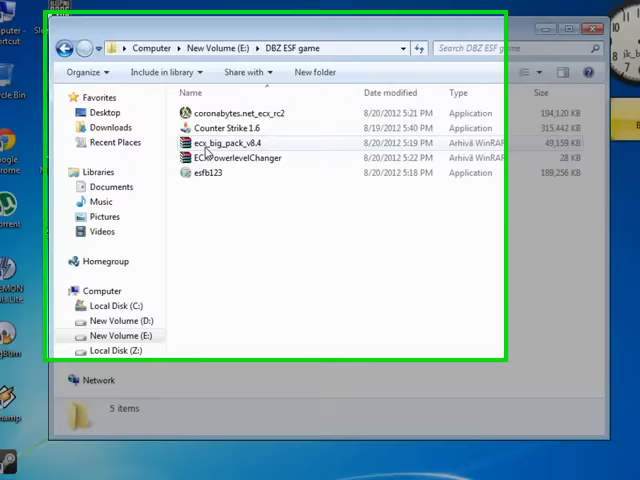 Computer
New Volume (E:)
DBZ ESF game
Search DBZ ESF game
Organize
Include in library
Share with
New folder
Name
Date modified
Type
Size
coronabytes.net_ecx_rc2
8/20/2012 5:21 PM
Application
194,120 KB
Counter Strike 1.6
8/19/2012 5:40 PM
Application
315,442 KB
ecx_big_pack_v8.4
8/20/2012 5:19 PM
Arhivă WinRAR
49,159 KB
8/20/2012 5:22 PM
Arhivă WinRAR
28 KB
esfb123
8/20/2012 5:18 PM
Application
189,256 KB
Favorites
Desktop
Downloads
Recent Places
Libraries
Documents
Music
Pictures
Videos
Homegroup
Computer
Local Disk (C:)
New Volume (D:)
New Volume (E:)
Local Disk (Z:)
Network
5 items